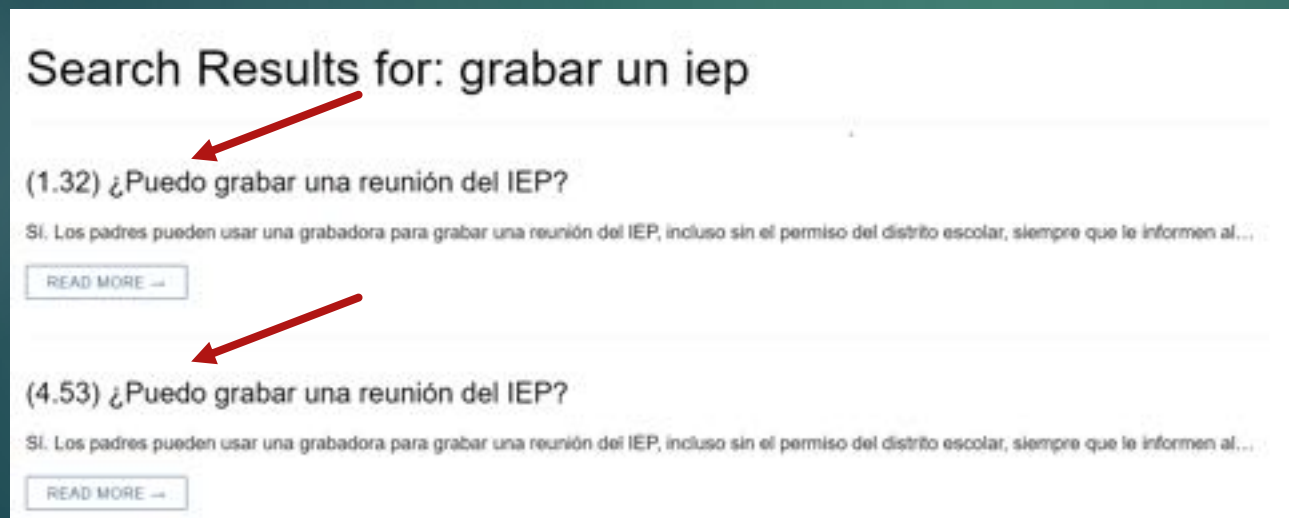 Search Results for: grabar un iep
(1.32) ¿Puedo grabar una reunión del IEP?
Sí. Los padres pueden usar una grabadora para grabar una reunión del IEP, incluso sin el permiso del distrito escolar, siempre que le informen al…
READ MORE →
(4.53) ¿Puedo grabar una reunión del IEP?
Sí. Los padres pueden usar una grabadora para grabar una reunión del IEP, incluso sin el permiso del distrito escolar, siempre que le informen al…
READ MORE →